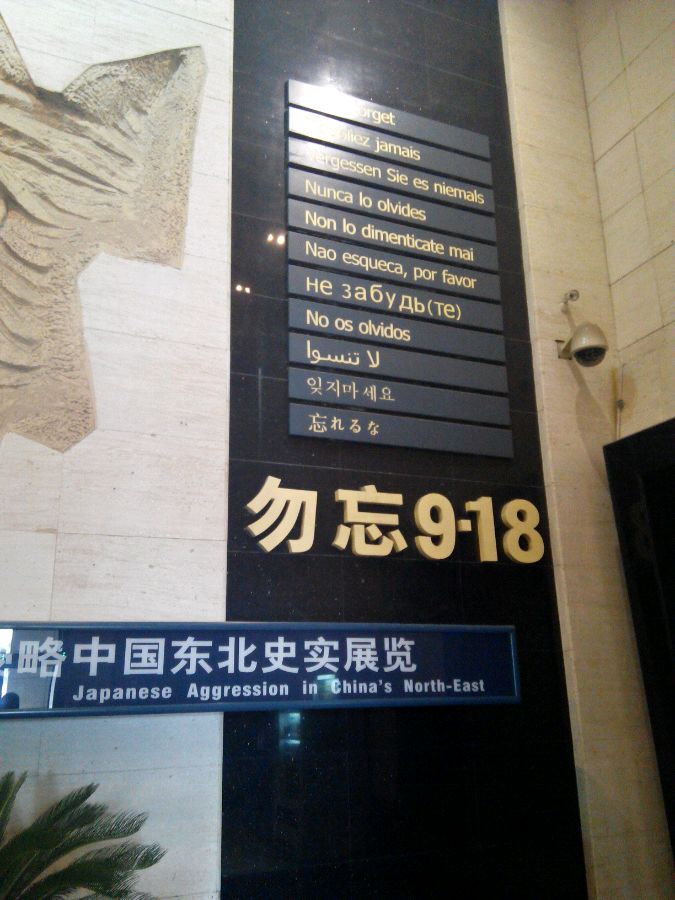 orget
oliez jamais
Vergessen Sie es niemals
Nunca lo olvides
Non lo dimenticate mai
Nao esqueca, por favor
не забудь(те)
No os olvidos
لا تنسوا
잊지마세요
忘れるな
勿忘9-18
略中国东北史实展览
Japanese Aggression in China's North-East